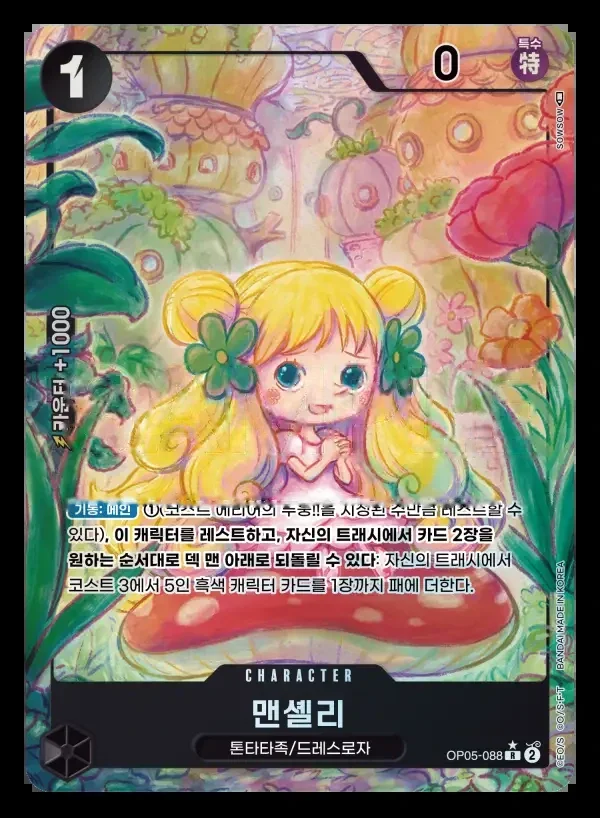 1
0
특수
特
SOWSOW
카운터 +1000
기동: 메인 ①(코스트 에리어의 두웅!!을 지정된 수만큼 레스트할 수
있다), 이 캐릭터를 레스트하고, 자신의 트래시에서 카드 2장을
원하는 순서대로 덱 맨 아래로 되돌릴 수 있다: 자신의 트래시에서
코스트 3에서 5인 흑색 캐릭터 카드를 1장까지 패에 더한다.
CHARACTER
맨셸리
톤타타족/드레스로자
OP05-088 R 2
©EO/S ©O/S·F·T BANDAI MADE IN KOREA